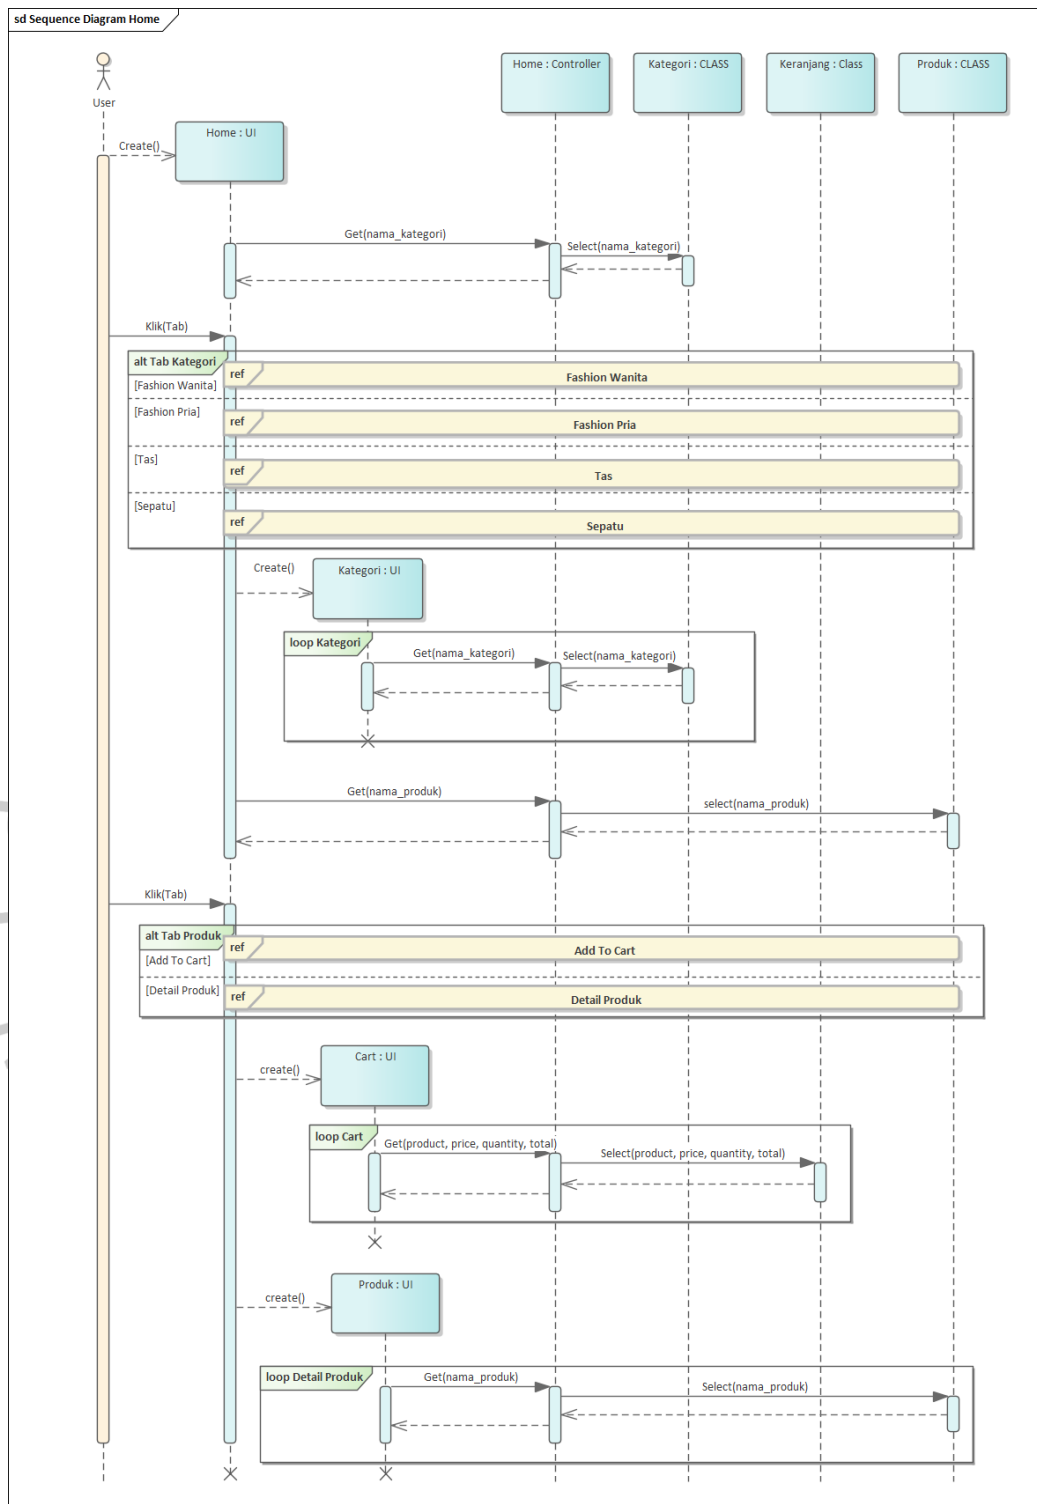 sd Sequence Diagram Home
Home : Controller
Kategori : CLASS
Keranjang : Class
Produk : CLASS
User
Home : UI
Create()
Get(nama_kategori)
Select(nama_kategori)
Klik(Tab)
alt Tab Kategori
ref
Fashion Wanita
[Fashion Wanita]
[Fashion Pria]
ref
Fashion Pria
[Tas]
ref
Tas
[Sepatu]
ref
Sepatu
Create()
Kategori : UI
loop Kategori
Get(nama_kategori)
Select(nama_kategori)
Get(nama_produk)
select(nama_produk)
Klik(Tab)
alt Tab Produk
ref
Add To Cart
[Add To Cart]
[Detail Produk]
ref
Detail Produk
Cart : UI
create()
loop Cart
Get(product, price, quantity, total)
Select(product, price, quantity, total)
Produk : UI
create()
loop Detail Produk
Get(nama_produk)
Select(nama_produk)